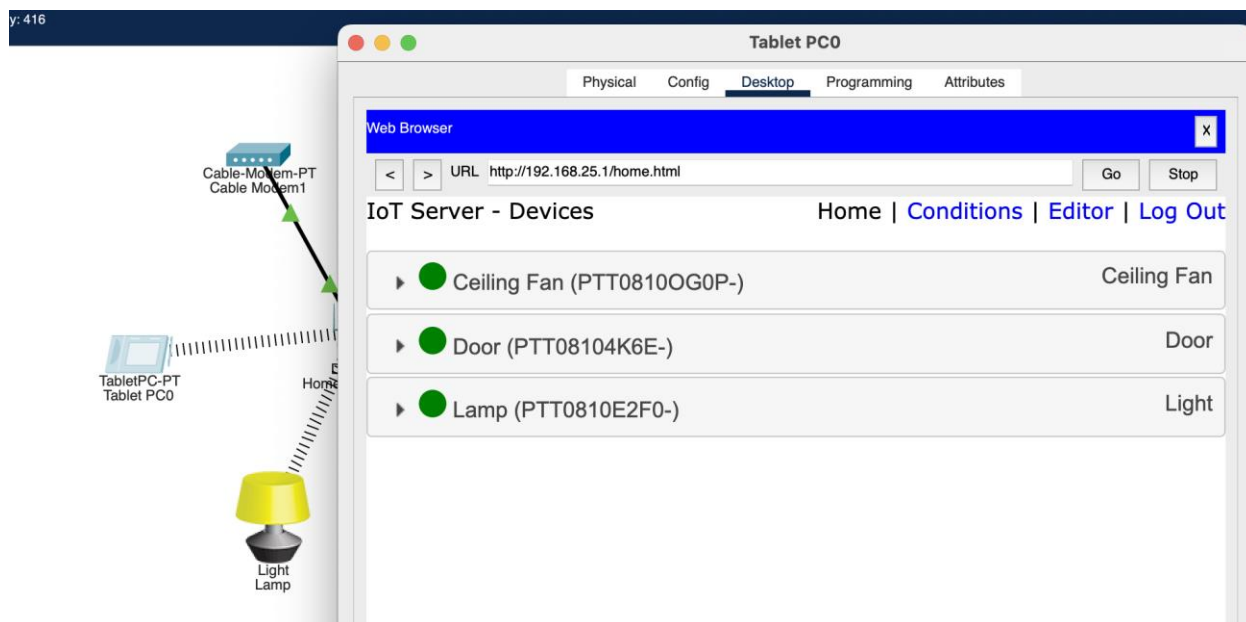 y: 416
Tablet PC0
Physical Config Desktop Programming Attributes
Web Browser
X
< > URL http://192.168.25.1/home.html Go Stop
IoT Server - Devices Home | Conditions | Editor | Log Out
Ceiling Fan (PTT0810OG0P-) Ceiling Fan
Door (PTT08104K6E-) Door
Lamp (PTT0810E2F0-) Light
Cable-Modem-PT
Cable Modem1
TabletPC-PT
Tablet PC0
Home
Light
Lamp